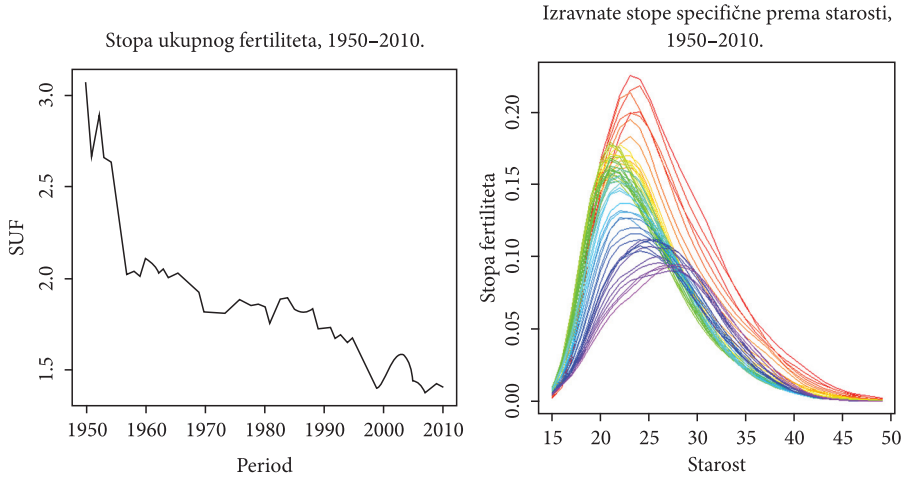 Stopa ukupnog fertiliteta, 1950–2010.
SUF
3.0
2.5
2.0
1.5
1950 1960 1970 1980 1990 2000 2010
Period
Izravnate stope specifične prema starosti,
1950–2010.
Stopa fertiliteta
0.20
0.15
0.10
0.05
0.00
15 20 25 30 35 40 45 50
Starost